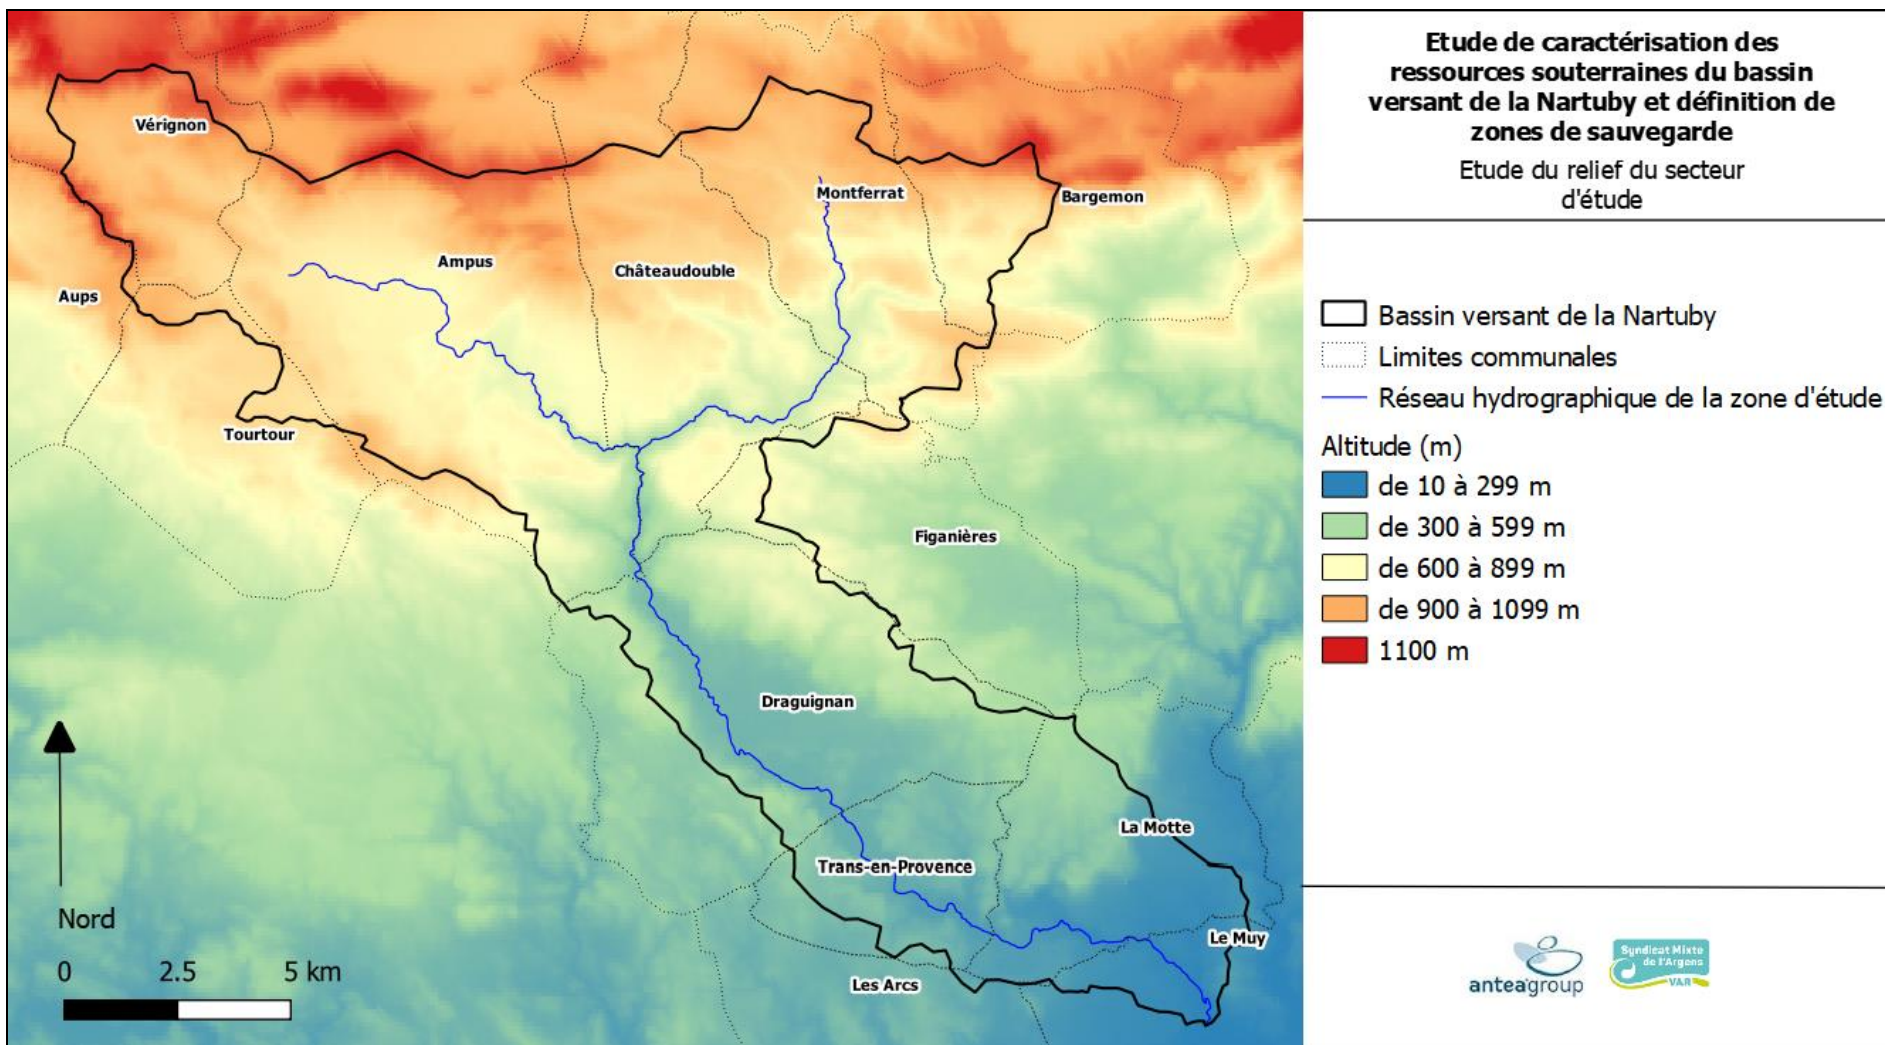 Etude de caractérisation des
ressources souterraines du bassin
versant de la Nartuby et définition de
zones de sauvegarde
Etude du relief du secteur
d'étude
Bassin versant de la Nartuby
Limites communales
Réseau hydrographique de la zone d'étude
Altitude (m)
de 10 à 299 m
de 300 à 599 m
de 600 à 899 m
de 900 à 1099 m
1100 m
Vérignon
Montferrat
Bargemon
Ampus
Châteaudouble
Aups
Tourtour
Figanières
Draguignan
La Motte
Trans-en-Provence
Le Muy
Les Arcs
Nord
0 2.5 5 km
anteagroup
Syndicat Mixte
de l'Argens
VAR